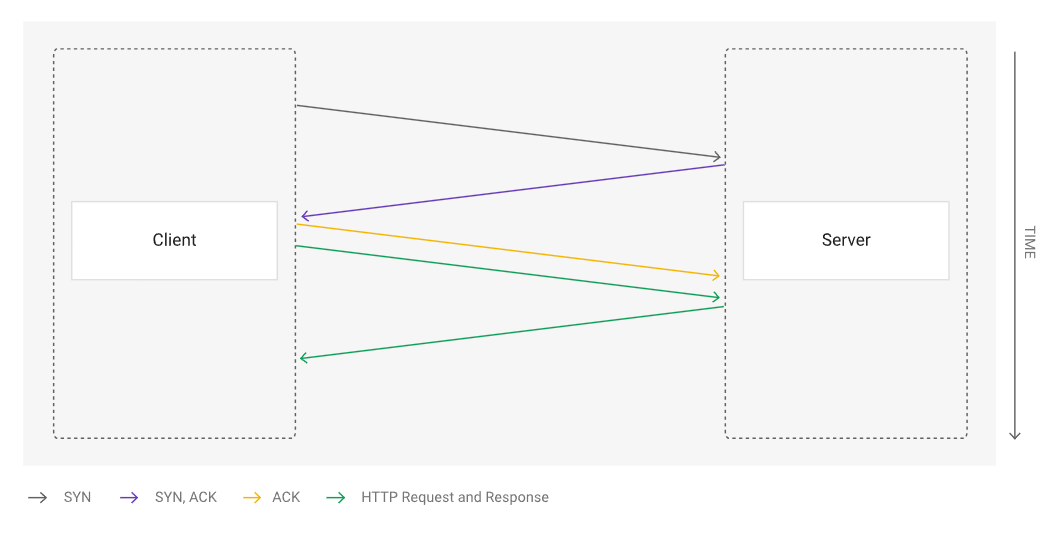 Client
Server
TIME
SYN
SYN, ACK
ACK
HTTP Request and Response